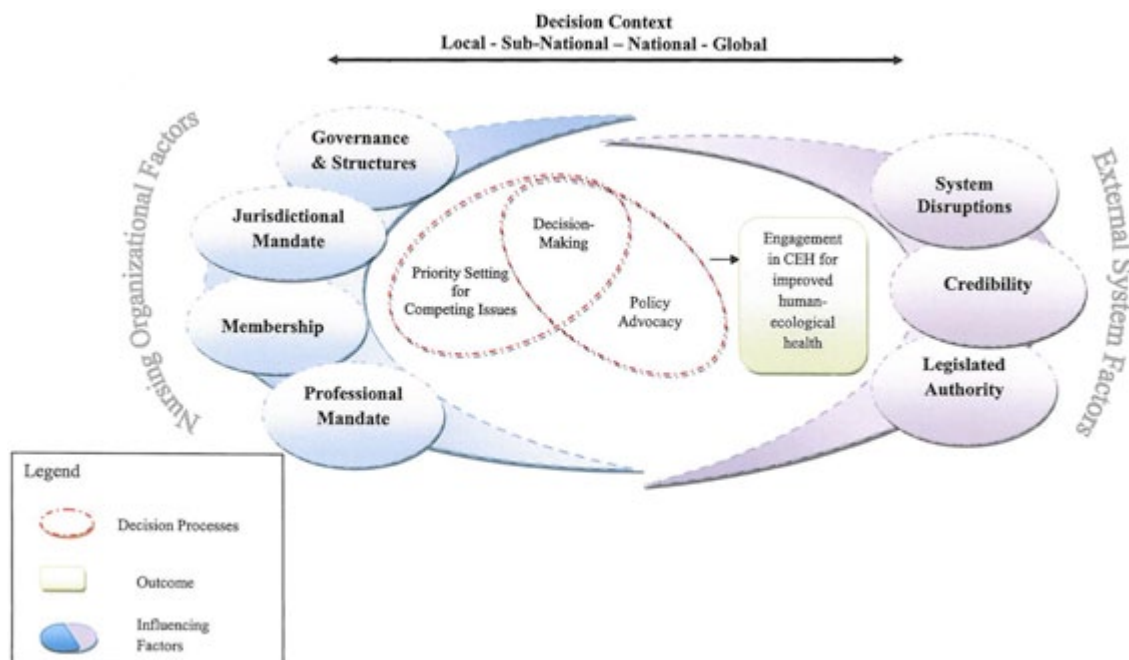 Decision Context
Local - Sub-National – National - Global
Nursing Organizational Factors
Governance
& Structures
Jurisdictional
Mandate
Membership
Professional
Mandate
Priority Setting
for
Competing Issues
Decision-
Making
Policy
Advocacy
Engagement
in CEH for
improved
human-
ecological
health
System
Disruptions
Credibility
Legislated
Authority
External System Factors
Legend
Decision Processes
Outcome
Influencing
Factors